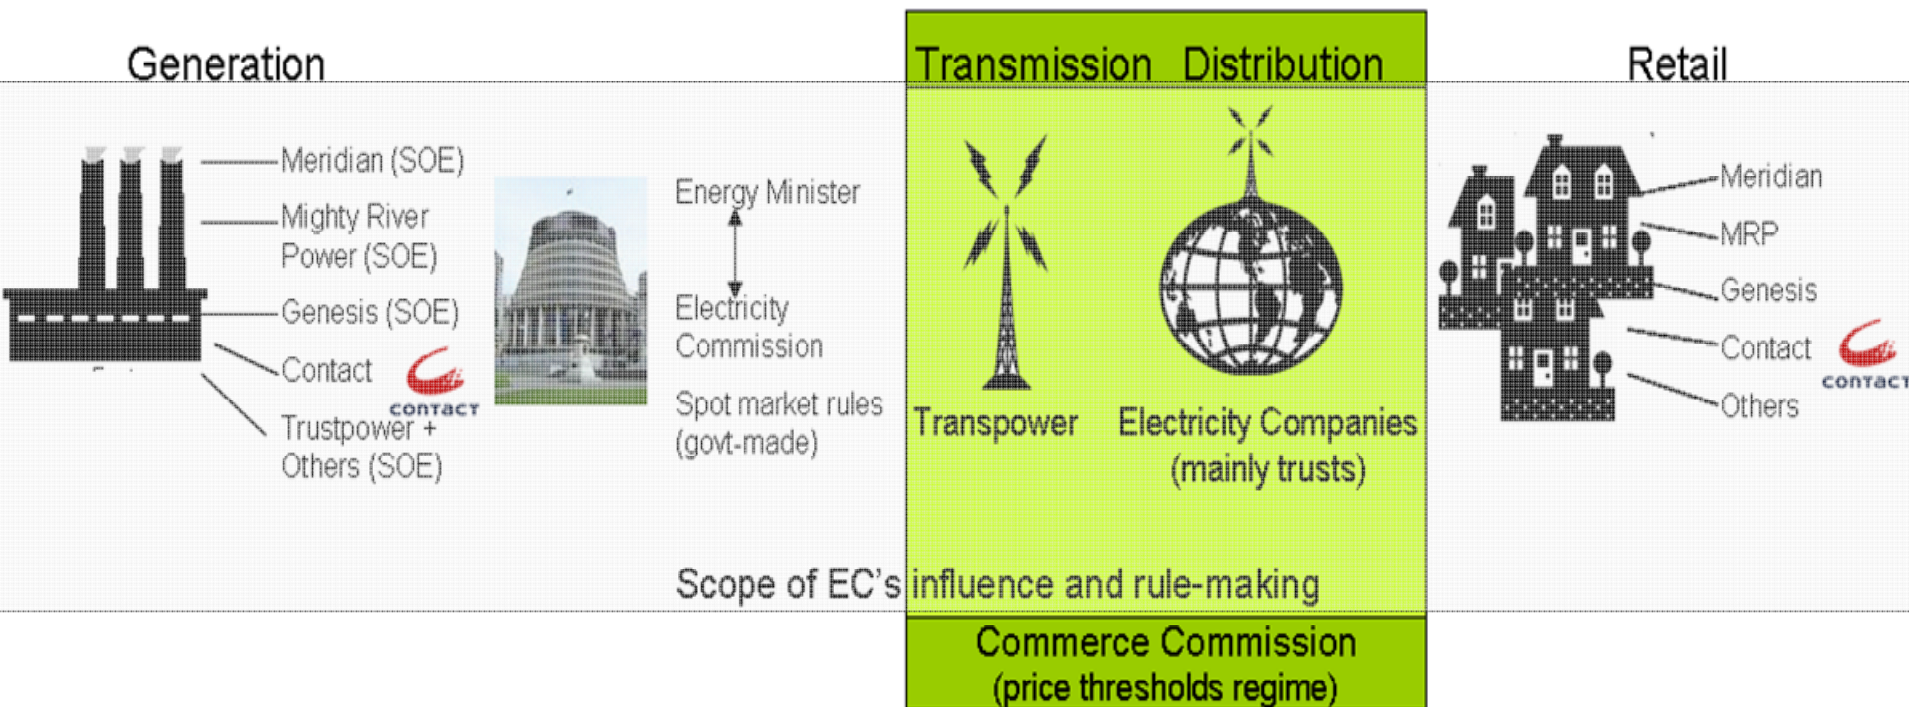 Generation
Transmission
Distribution
Retail
Meridian (SOE)
Mighty River
Power (SOE)
Genesis (SOE)
Contact
contact
Trustpower +
Others (SOE)
Energy Minister
Electricity
Commission
Spot market rules
(govt-made)
Transpower
Electricity Companies
(mainly trusts)
Meridian
MRP
Genesis
Contact
contact
Others
Scope of EC's influence and rule-making
Commerce Commission
(price thresholds regime)